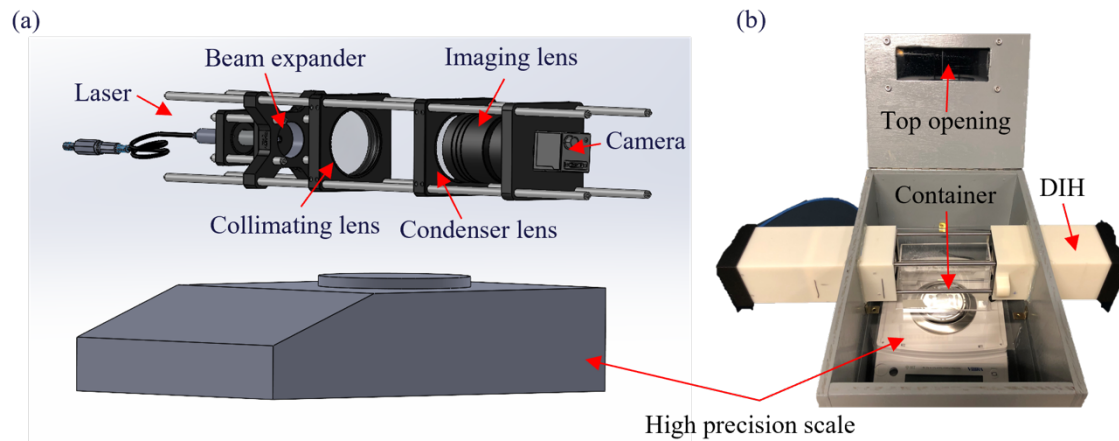 (a)
(b)
Beam expander
Imaging lens
Laser
Top opening
Camera
Container
DIH
Collimating lens
Condenser lens
High precision scale